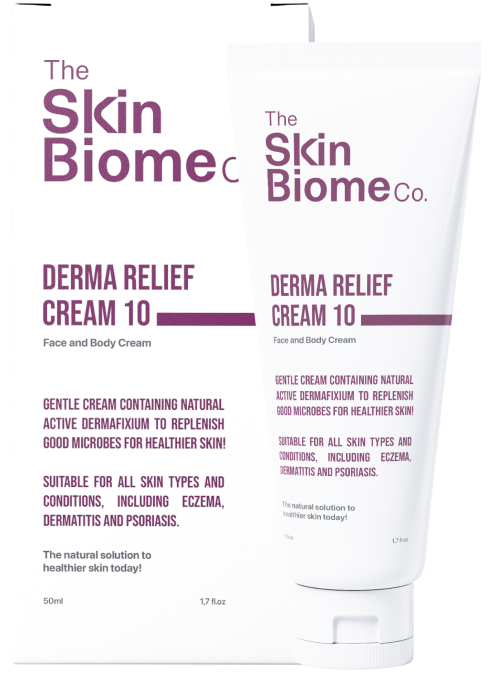 The
Skin
Biome
DERMA RELIEF
CREAM 10
Face and Body Cream
GENTLE CREAM CONTAINING NATURAL
ACTIVE DERMAFIXIUM TO REPLENISH
GOOD MICROBES FOR HEALTHIER SKIN!
SUITABLE FOR ALL SKIN TYPES AND
CONDITIONS, INCLUDING ECZEMA,
DERMATITIS AND PSORIASIS.
The natural solution to
healthier skin today!
50ml 1,7 fl.oz
The
Skin
Biome Co.
DERMA RELIEF
CREAM 10
Face and Body Cream
GENTLE CREAM CONTAINING NATURAL
ACTIVE DERMAFIXIUM TO REPLENISH
GOOD MICROBES FOR HEALTHIER SKIN!
SUITABLE FOR ALL SKIN TYPES AND
CONDITIONS, INCLUDING ECZEMA,
DERMATITIS AND PSORIASIS.
The natural solution to
healthier skin today!
1,7 fl.oz